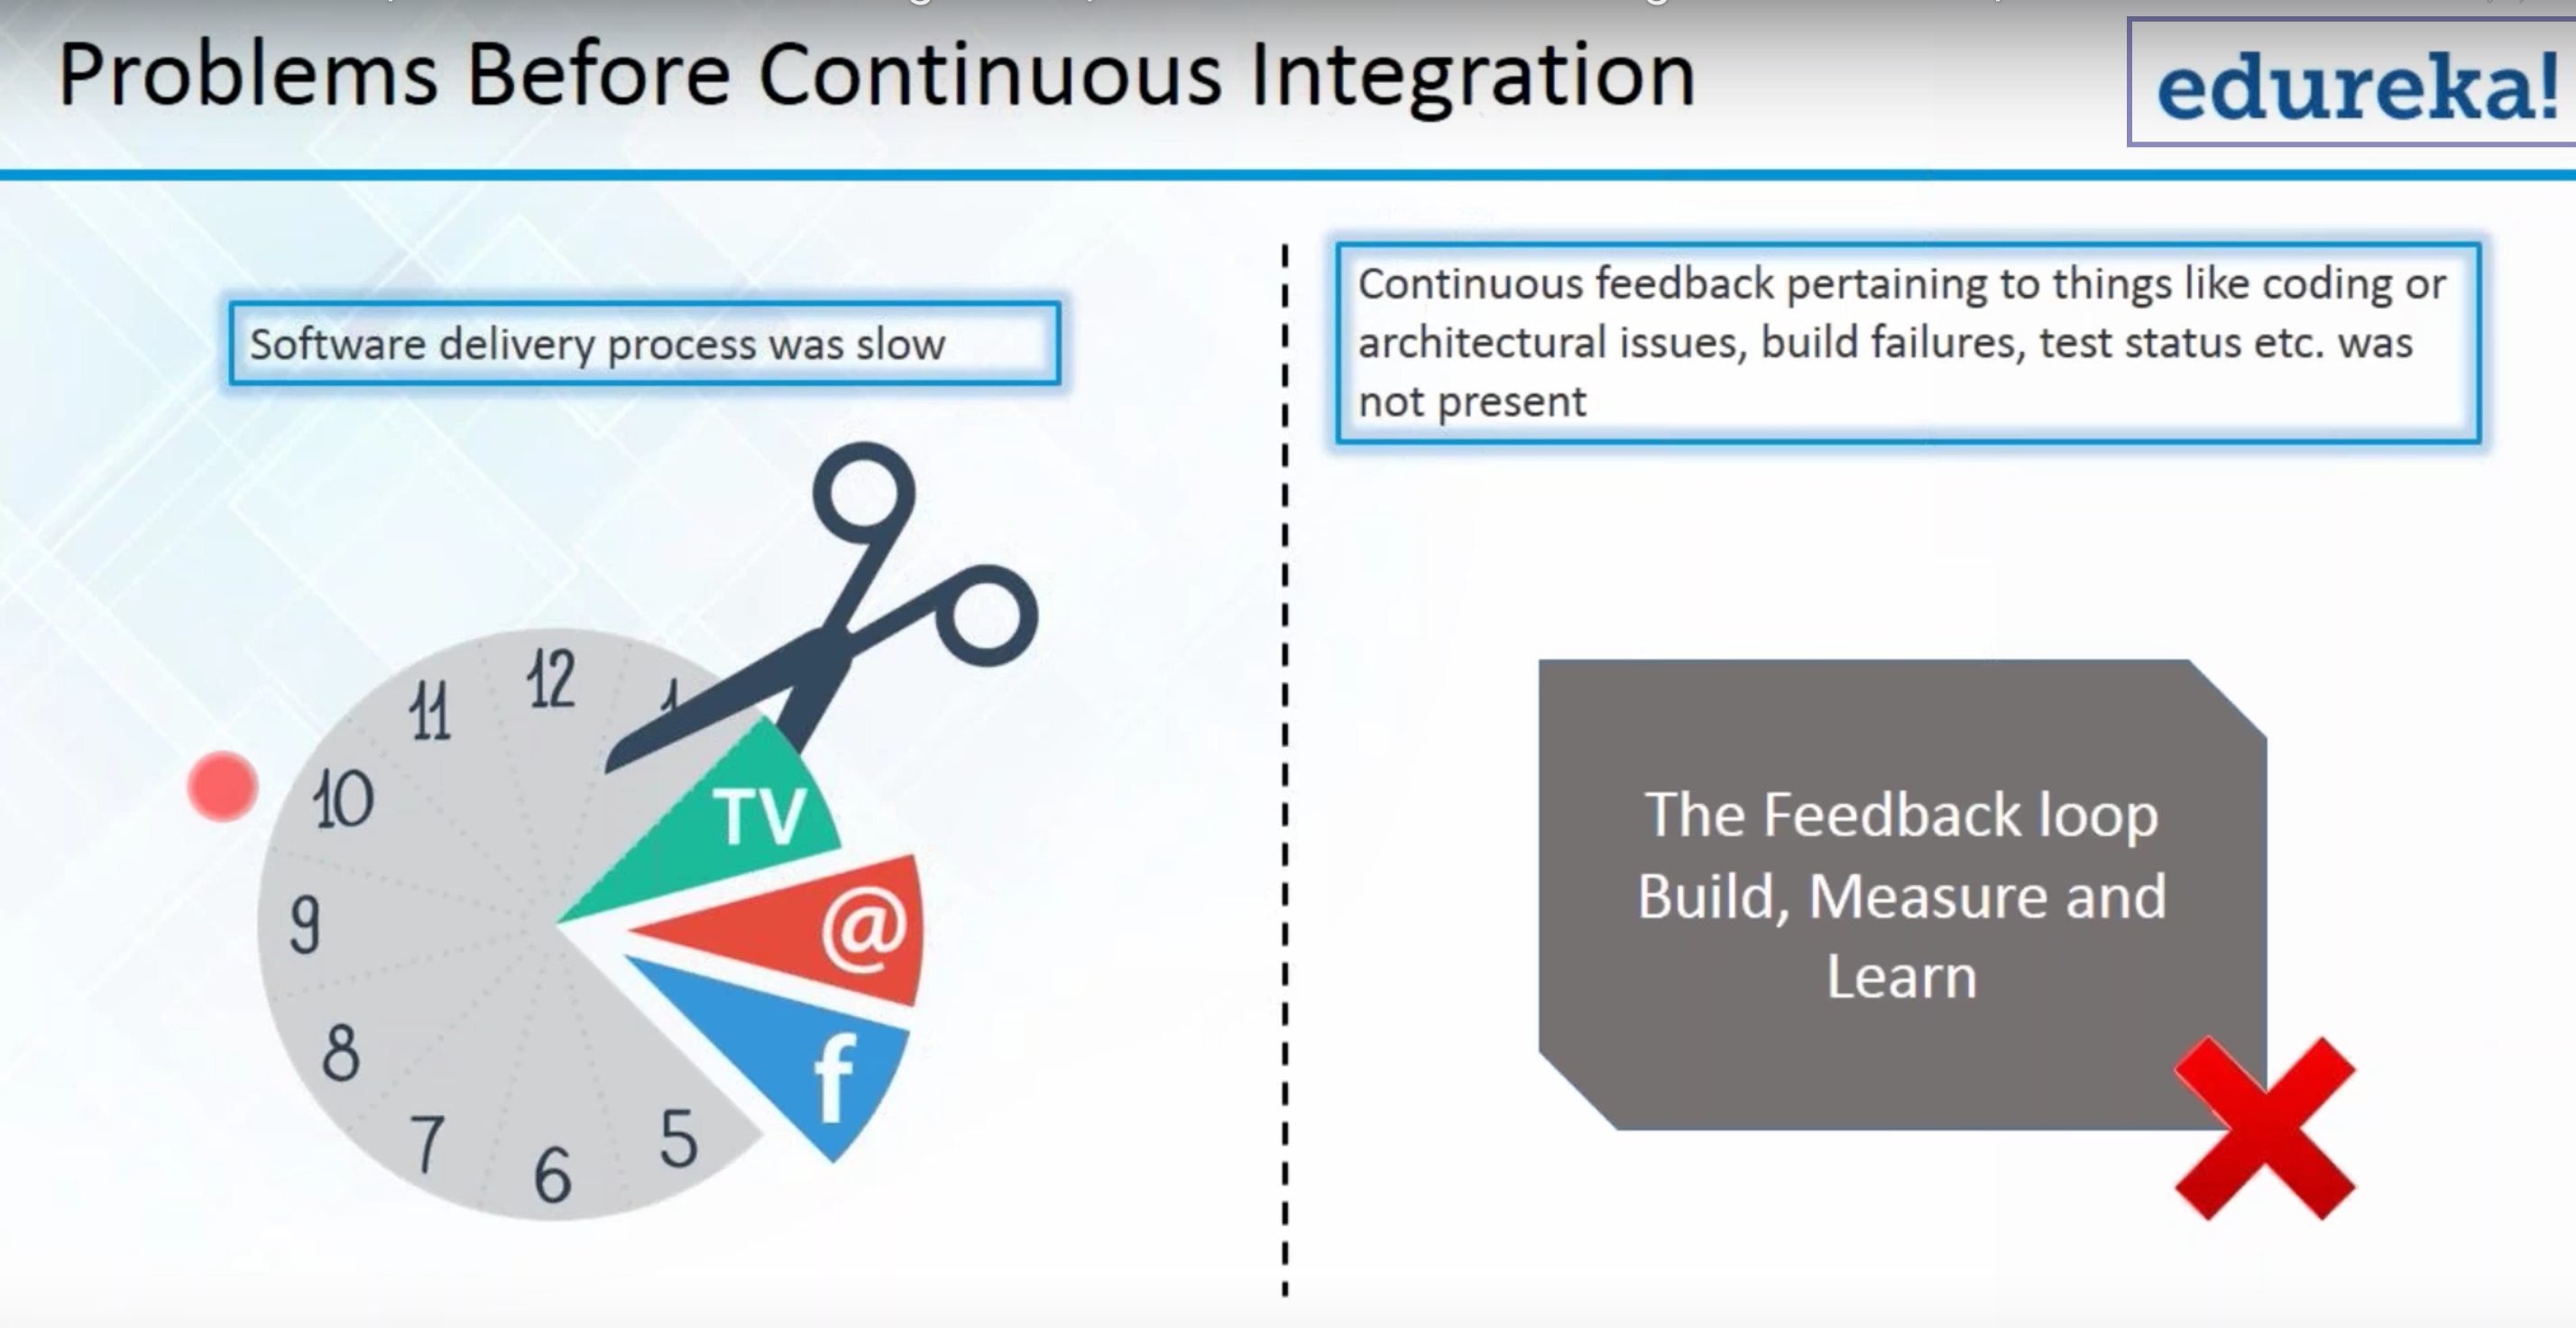 Problems Before Continuous Integration
edureka!
Software delivery process was slow
Continuous feedback pertaining to things like coding or
architectural issues, build failures, test status etc. was
not present
12
1
11
10
9
8
7
6
5
TV
@
f
The Feedback loop
Build, Measure and
Learn